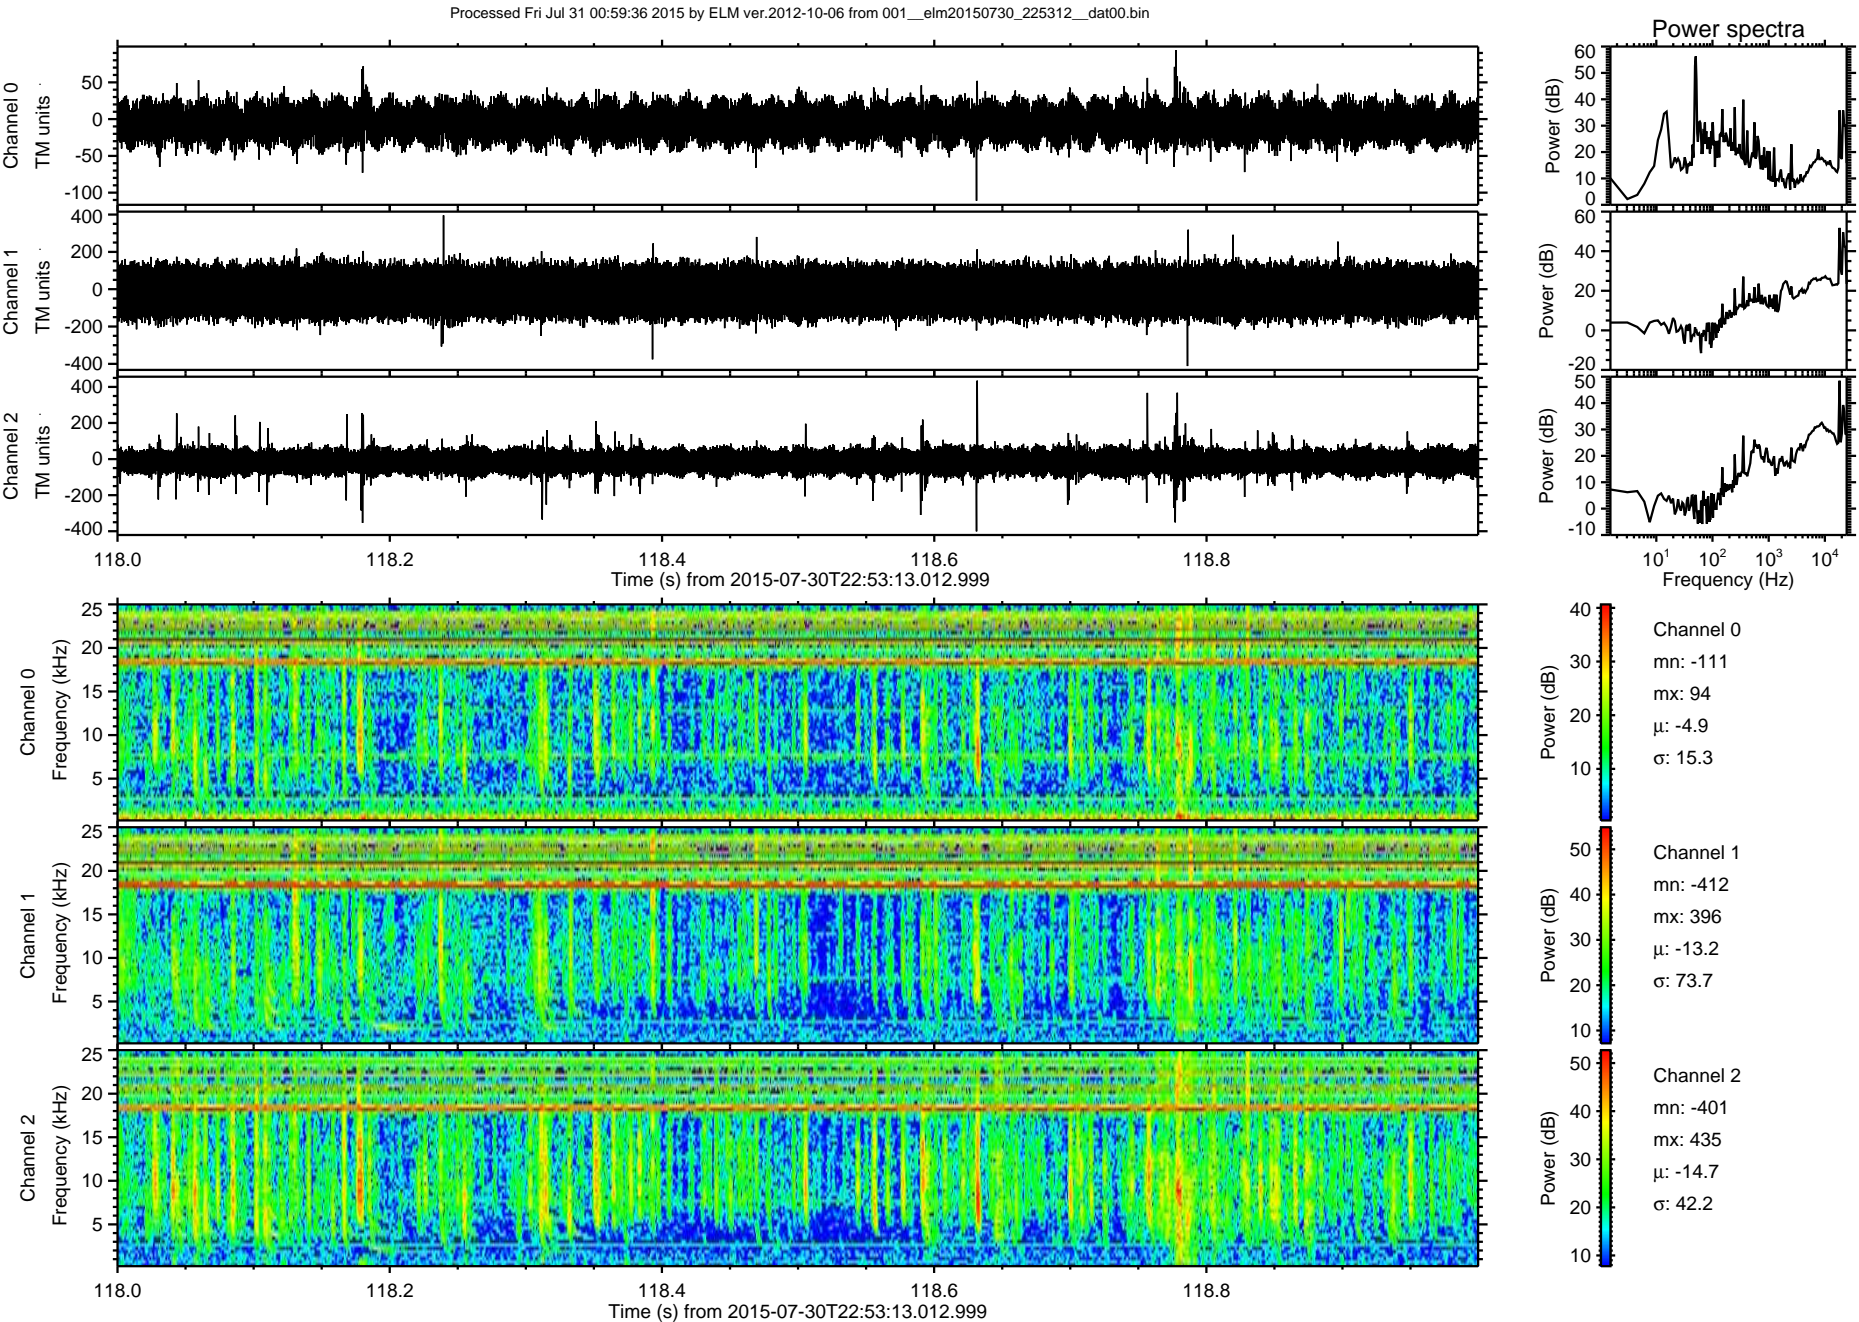 Processed Fri Jul 31 00:59:36 2015 by ELM ver.2012-10-06 from 001__elm20150730_225312__dat00.bin
Power spectra
Channel 0
TM units
50
0
-50
-100
Power (dB)
60
50
40
30
20
10
0
Channel 1
TM units
400
200
0
-200
-400
Power (dB)
60
40
20
0
-20
Channel 2
TM units
400
200
0
-200
-400
Power (dB)
50
40
30
20
10
0
-10
118.0 118.2 118.4 118.6 118.8
Time (s) from 2015-07-30T22:53:13.012.999
10^1 10^2 10^3 10^4
Frequency (Hz)
Channel 0
Frequency (kHz)
25
20
15
10
5
Power (dB)
40
30
20
10
Channel 0
mn: -111
mx: 94
μ: -4.9
σ: 15.3
Channel 1
Frequency (kHz)
25
20
15
10
5
Power (dB)
50
40
30
20
10
Channel 1
mn: -412
mx: 396
μ: -13.2
σ: 73.7
Channel 2
Frequency (kHz)
25
20
15
10
5
Power (dB)
50
40
30
20
10
Channel 2
mn: -401
mx: 435
μ: -14.7
σ: 42.2
118.0 118.2 118.4 118.6 118.8
Time (s) from 2015-07-30T22:53:13.012.999